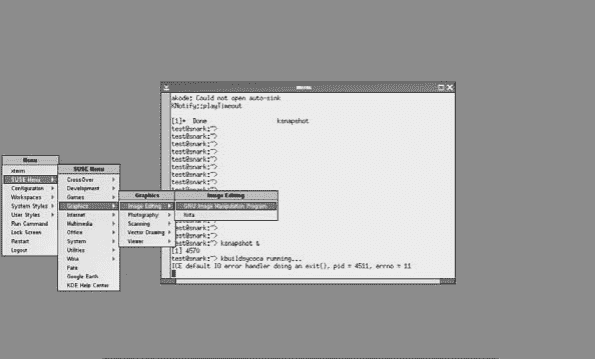 Menu
xterm
SUSE Menu
Configuration
Workspaces
System Styles
User Styles
Run Command
Lock Screen
Restart
Logout
SUSE Menu
CrossOver
Development
Games
Graphics
Internet
Multimedia
Office
System
Utilities
Wine
Google Earth
KDE Help Center
Graphics
Image Editing
Photography
Scanning
Vector Drawing
Viewer
Image Editing
GIMP Image Manipulation Program
Krita
akode: Could not open auto-sink
KNotify::playTimeout
[1]+ Done ksnapshot
test@snark:~>
test@snark:~>
test@snark:~>
test@snark:~>
test@snark:~>
test@snark:~>
test@snark:~>
test@snark:~> ksnapshot &
[1] 4570
test@snark:~> kbuildsycoca running...
ICE default IO error handler doing an exit(), pid = 4511, errno = 11